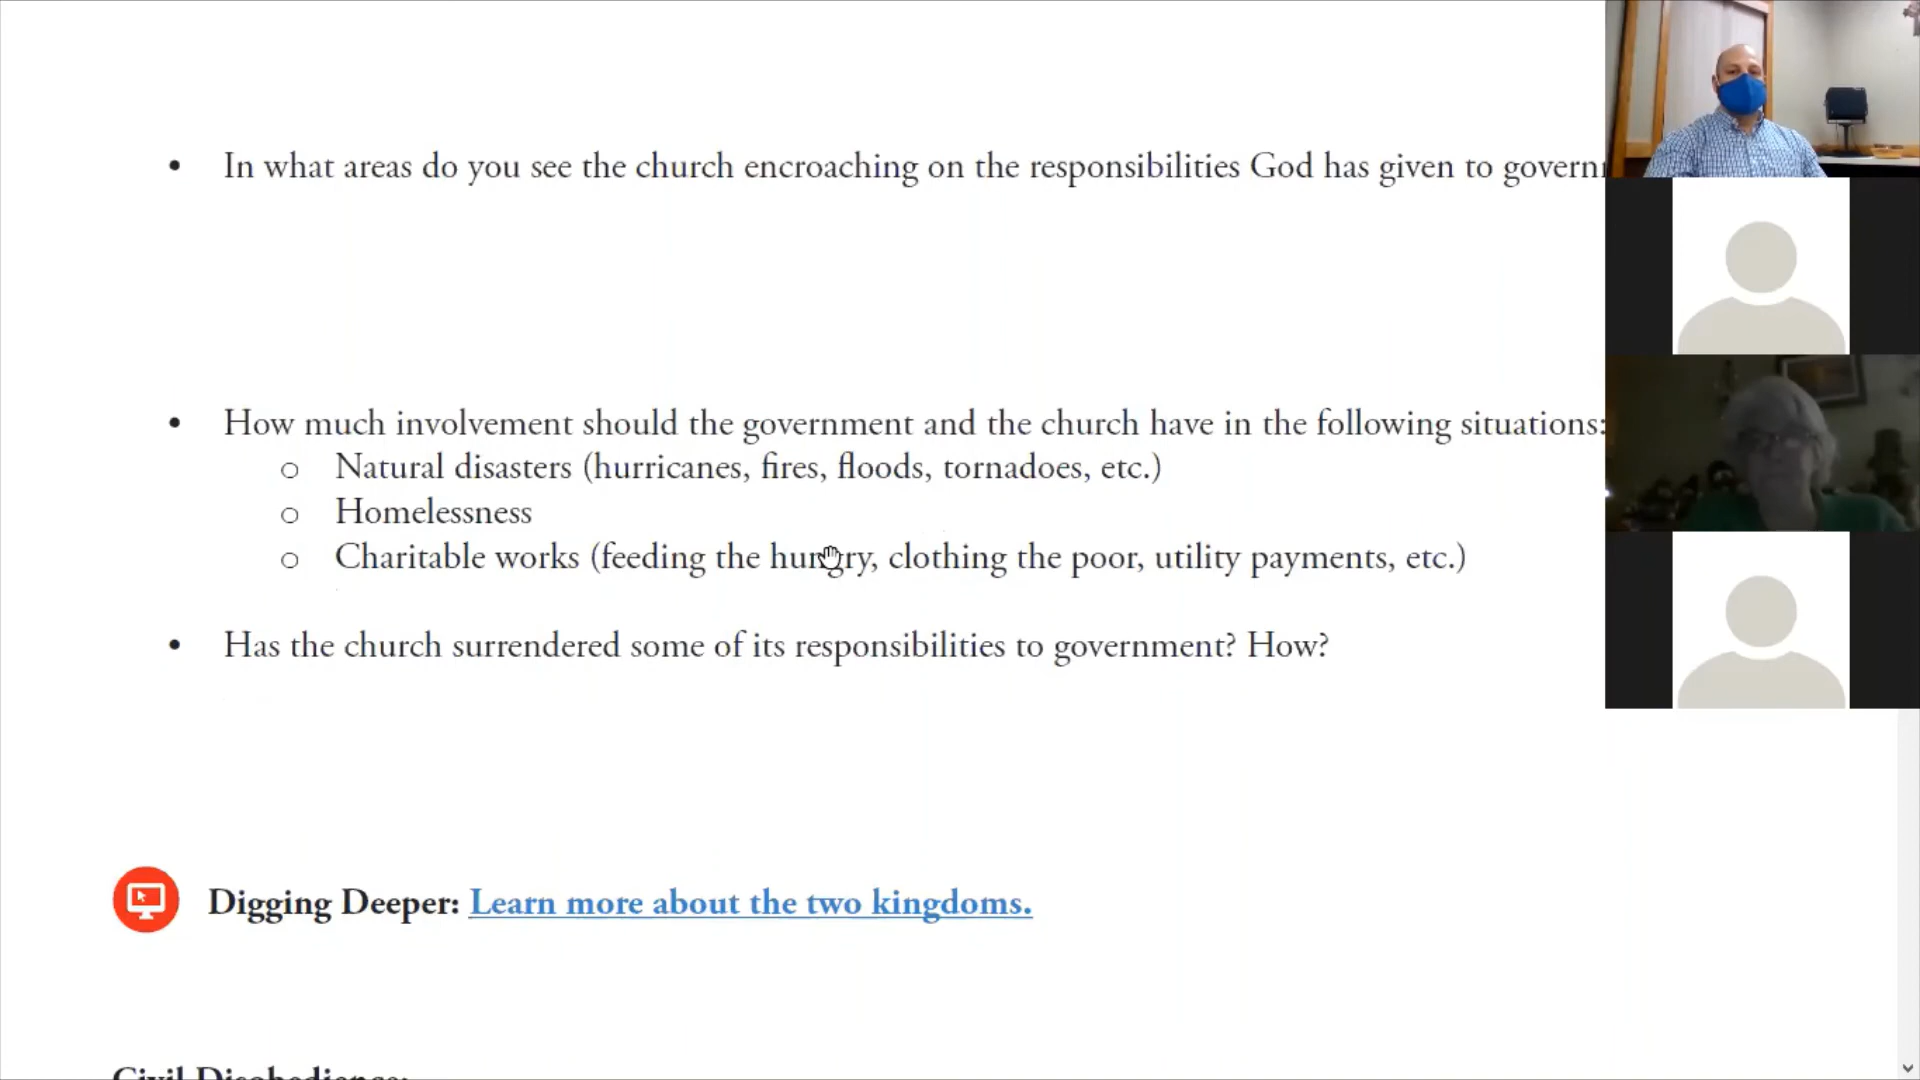 • In what areas do you see the church encroaching on the responsibilities God has given to govern
• How much involvement should the government and the church have in the following situations:
o Natural disasters (hurricanes, fires, floods, tornadoes, etc.)
o Homelessness
o Charitable works (feeding the hungry, clothing the poor, utility payments, etc.)
• Has the church surrendered some of its responsibilities to government? How?
Digging Deeper: Learn more about the two kingdoms.
Civil Disobedience: